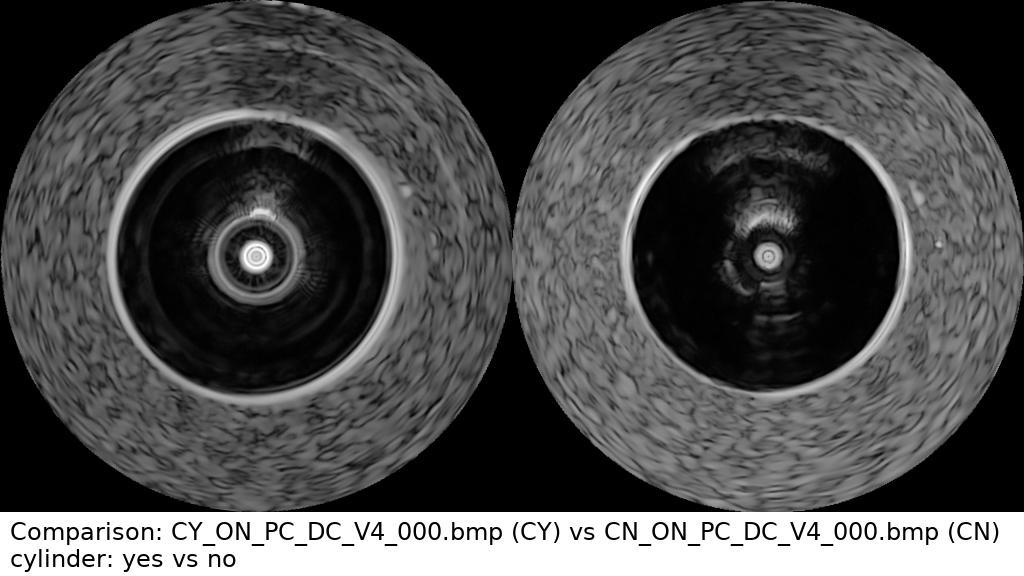 Comparison: CY_ON_PC_DC_V4_000.bmp (CY) vs CN_ON_PC_DC_V4_000.bmp (CN)
cylinder: yes vs no